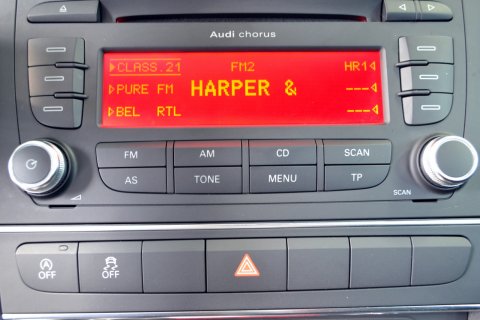 Audi chorus
CLASS.21 FM2 HR1
PURE FM HARPER & ---
BEL RTL ---
FM AM CD SCAN
AS TONE MENU TP
SCAN
OFF OFF